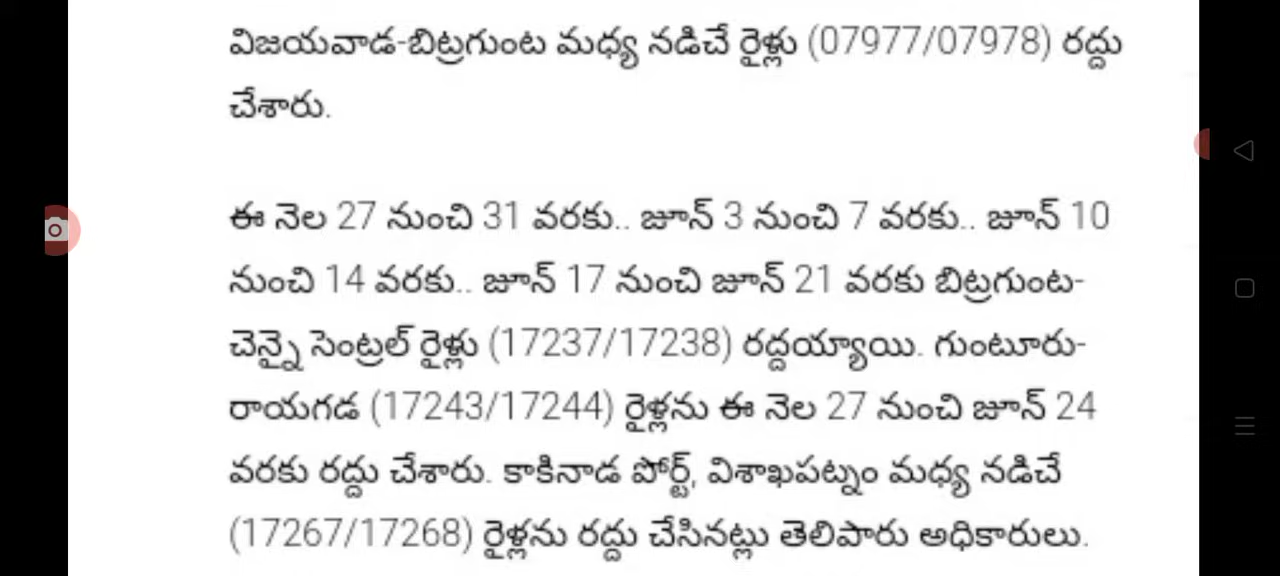 విజయవాడ-బిట్రగుంట మధ్య నడిచే రైళ్లు (07977/07978) రద్దు
చేశారు.
ఈ నెల 27 నుంచి 31 వరకు.. జూన్ 3 నుంచి 7 వరకు.. జూన్ 10
నుంచి 14 వరకు.. జూన్ 17 నుంచి జూన్ 21 వరకు బిట్రగుంట-
చెన్నై సెంట్రల్ రైళ్లు (17237/17238) రద్దయ్యాయి. గుంటూరు-
రాయగడ (17243/17244) రైళ్లను ఈ నెల 27 నుంచి జూన్ 24
వరకు రద్దు చేశారు. కాకినాడ పోర్ట్, విశాఖపట్నం మధ్య నడిచే
(17267/17268) రైళ్లను రద్దు చేసినట్లు తెలిపారు అధికారులు.